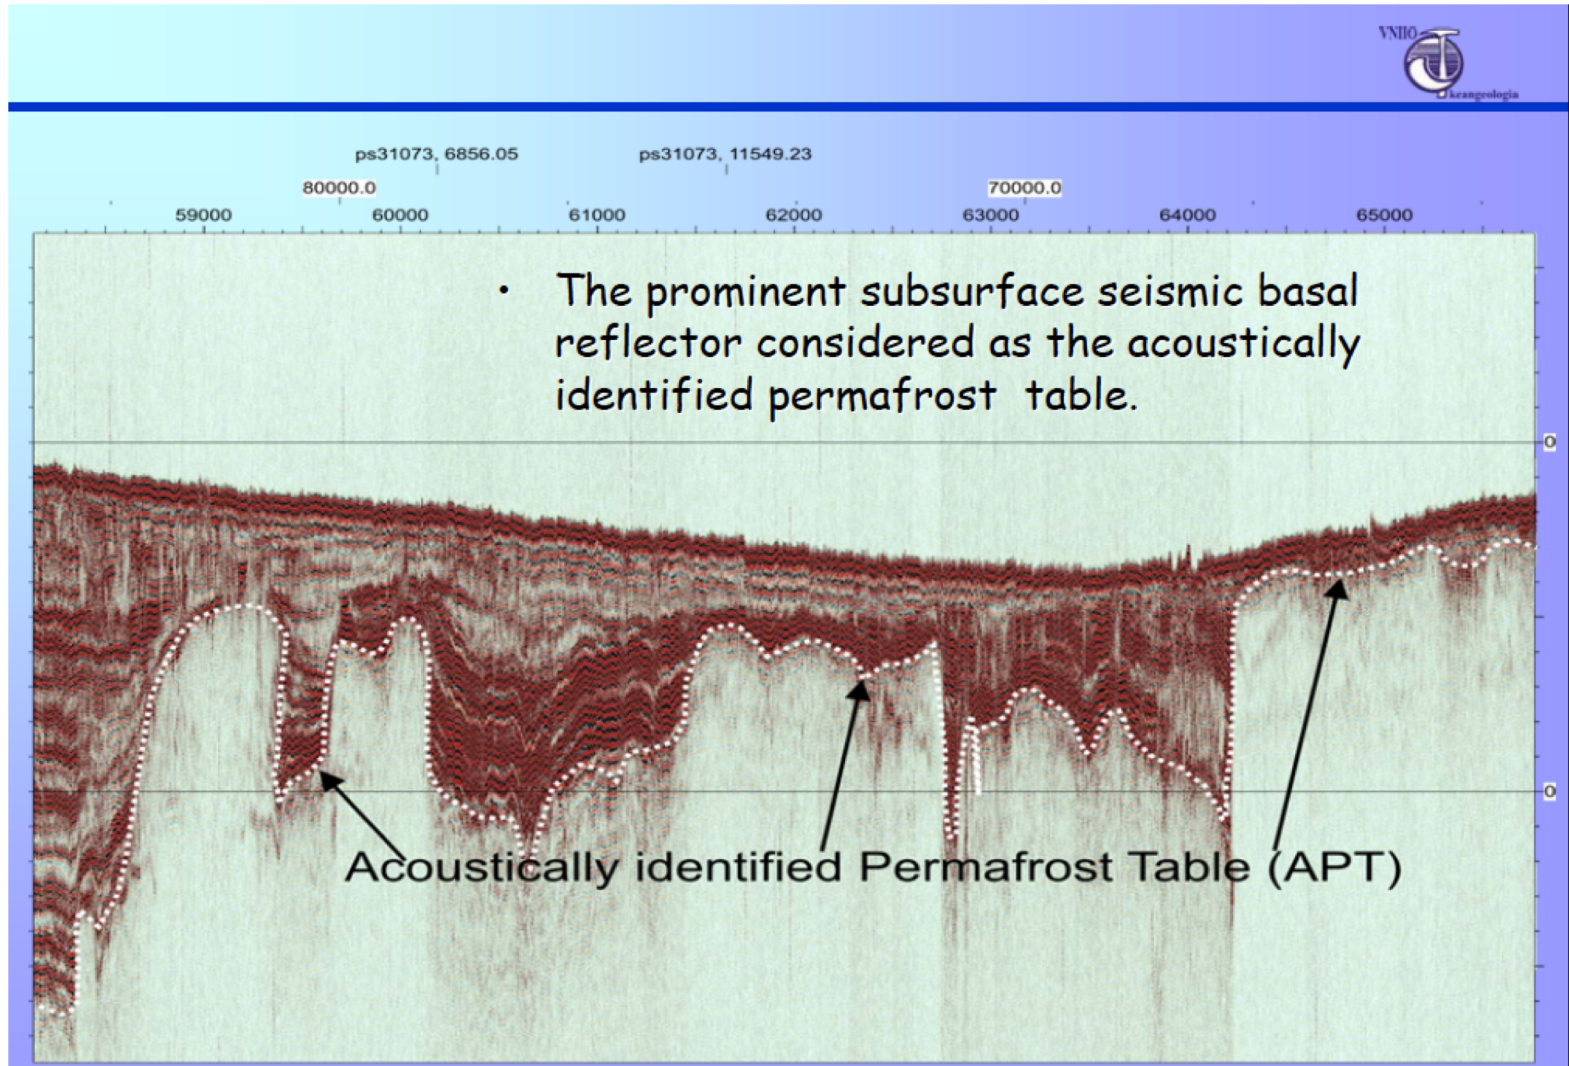 VNIIO
keangeologia
ps31073, 6856.05 ps31073, 11549.23
80000.0 70000.0
59000 60000 61000 62000 63000 64000 65000
• The prominent subsurface seismic basal
reflector considered as the acoustically
identified permafrost table.
0
0
Acoustically identified Permafrost Table (APT)